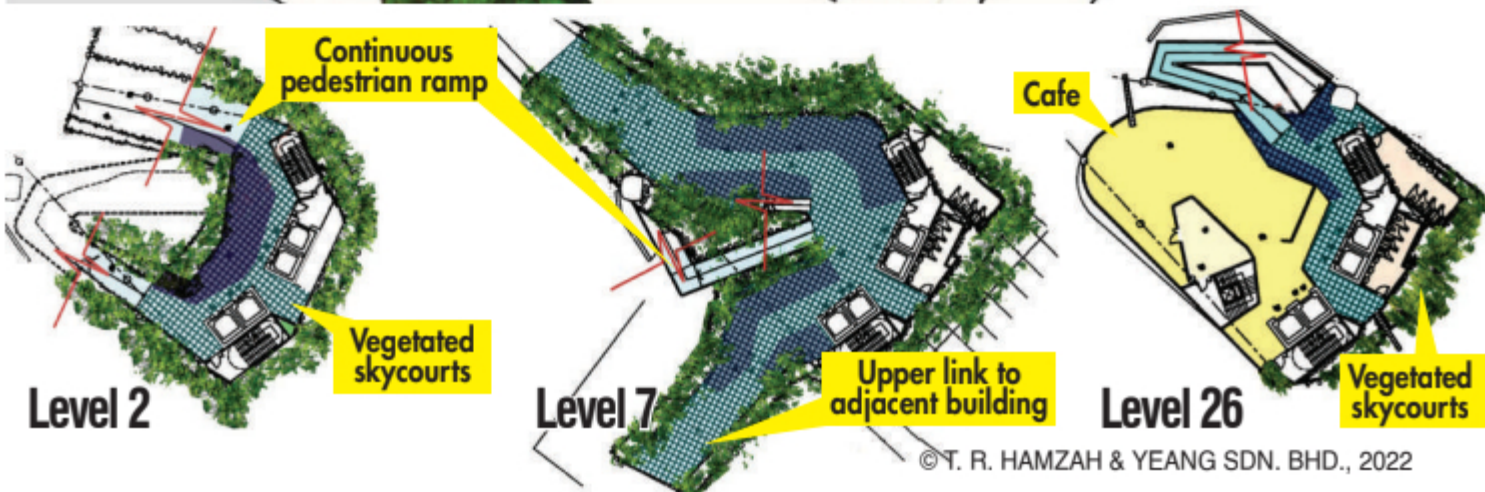 Continuous
pedestrian ramp
Cafe
Vegetated
skycourts
Upper link to
adjacent building
Vegetated
skycourts
Level 2
Level 7
Level 26
© T. R. HAMZAH & YEANG SDN. BHD., 2022